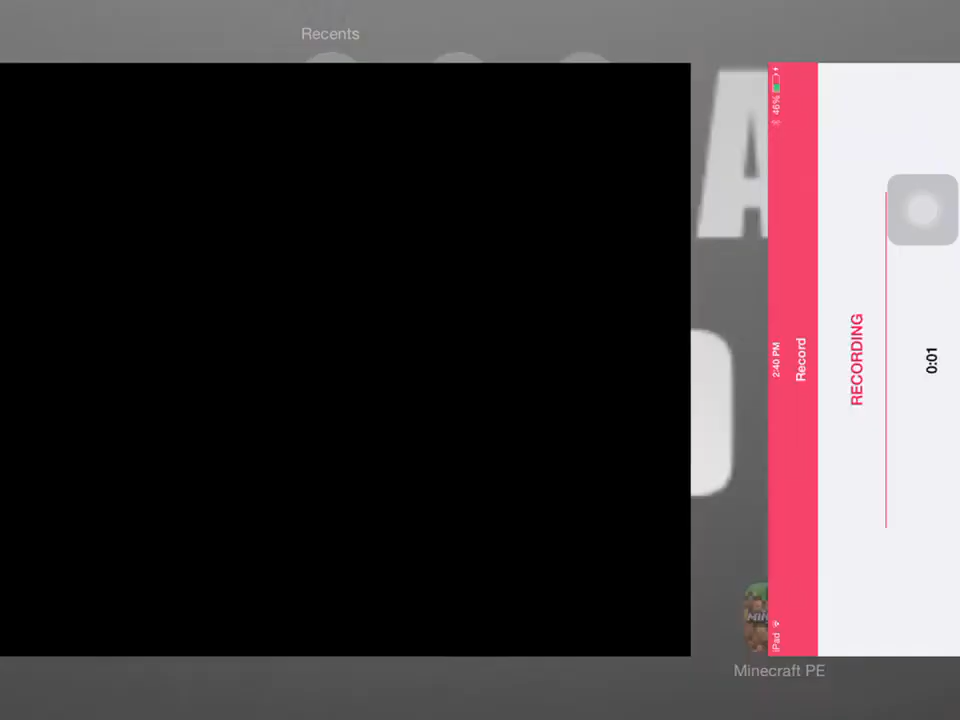 Recents
A
iPad
2:40 PM
46%
Record
RECORDING
0:01
Minecraft PE